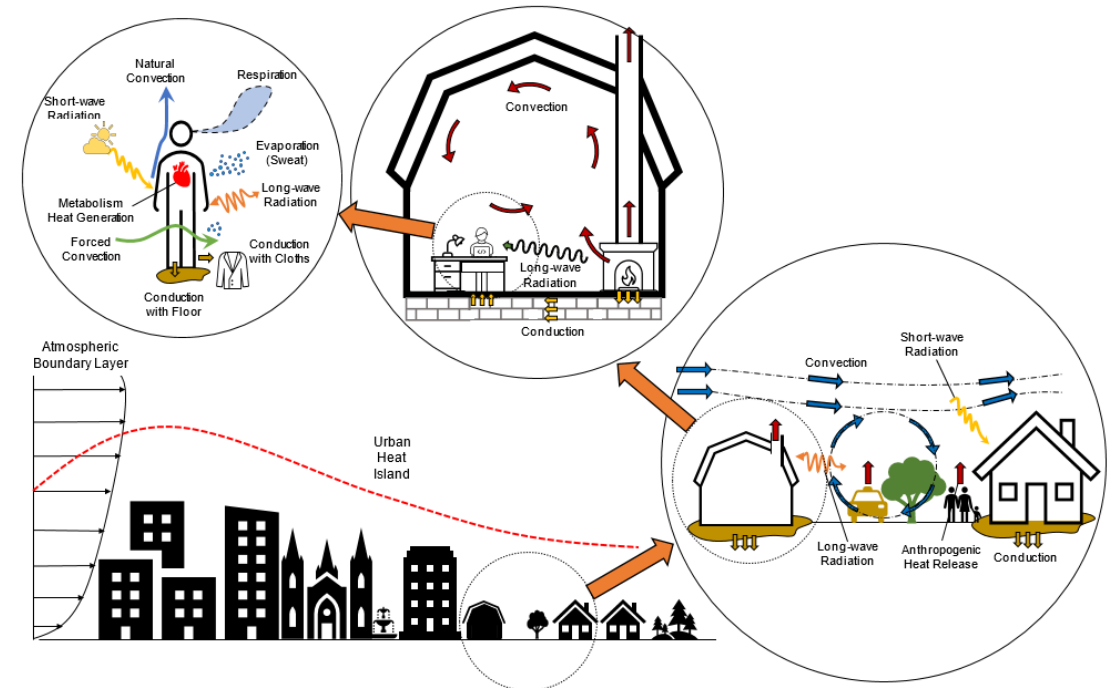 Natural
Convection
Respiration
Short-wave
Radiation
Evaporation
(Sweat)
Metabolism
Heat Generation
Long-wave
Radiation
Forced
Convection
Conduction
with Cloths
Conduction
with Floor
Convection
Long-wave
Radiation
Conduction
Atmospheric
Boundary Layer
Urban
Heat
Island
Short-wave
Radiation
Convection
Long-wave
Radiation
Anthropogenic
Heat Release
Conduction